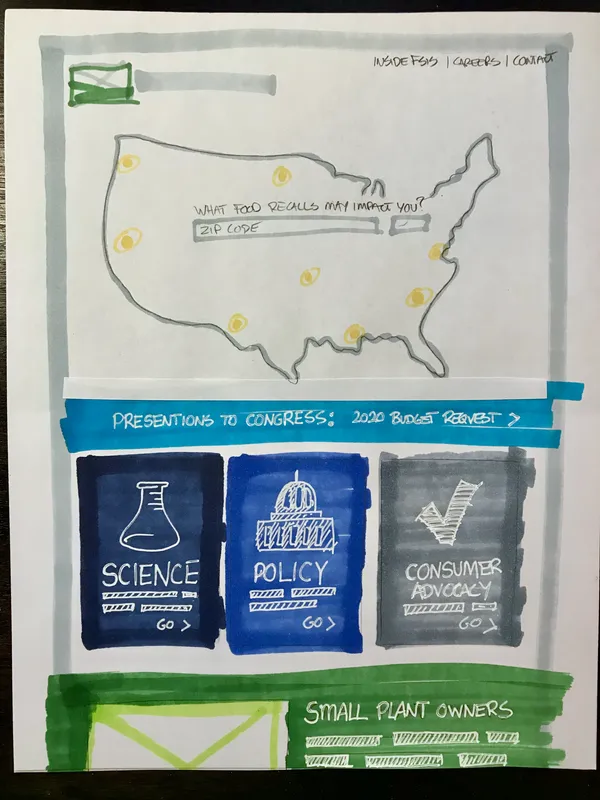 INSIDE FSIS | CAREERS | CONTACT
WHAT FOOD RECALLS MAY IMPACT YOU?
ZIP CODE
PRESENTIONS TO CONGRESS: 2020 BUDGET REQUEST >
SCIENCE
GO >
POLICY
GO >
CONSUMER
ADVOCACY
GO >
SMALL PLANT OWNERS